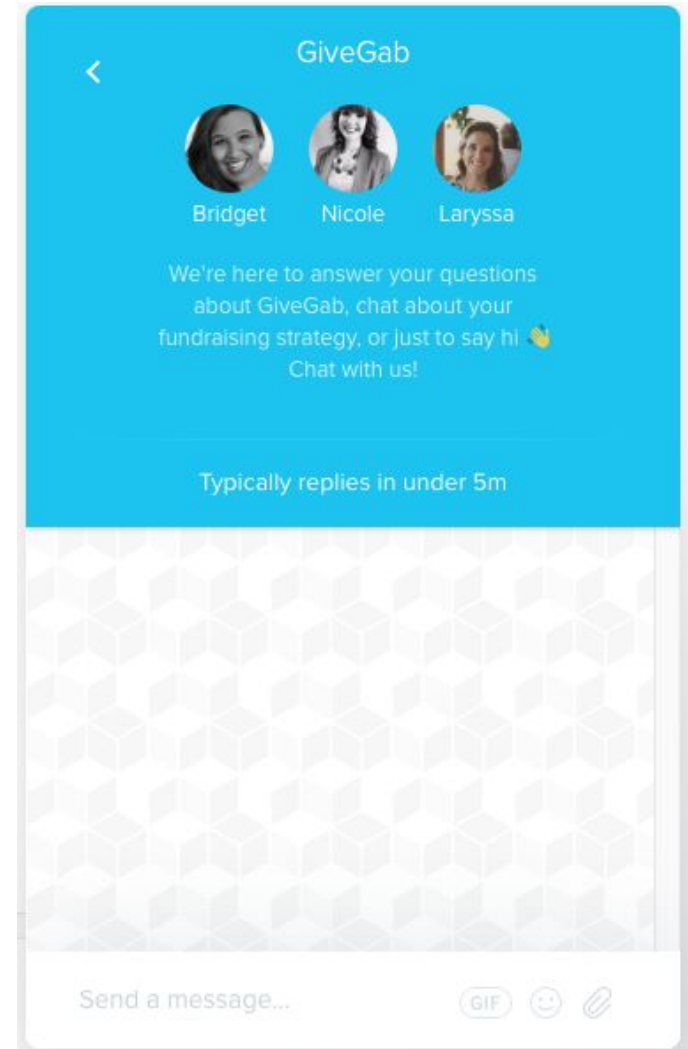 GiveGab
Bridget Nicole Laryssa
We're here to answer your questions
about GiveGab, chat about your
fundraising strategy, or just to say hi 👋
Chat with us!
Typically replies in under 5m
Send a message... GIF